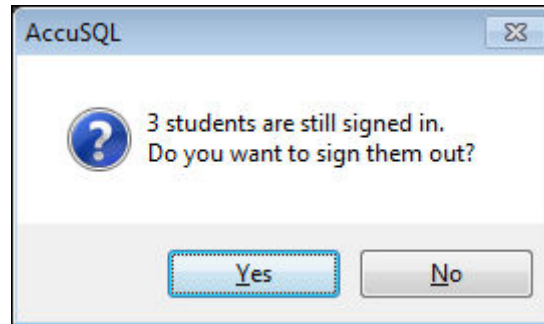 AccuSQL
3 students are still signed in.
Do you want to sign them out?
Yes
No